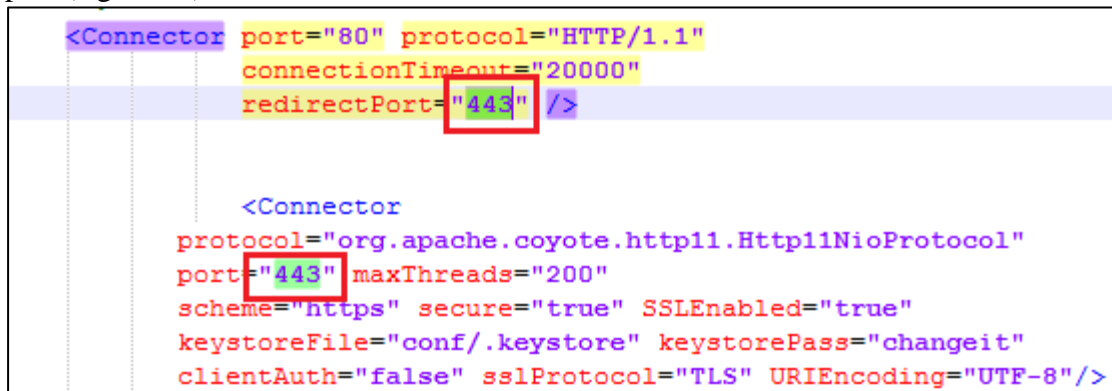 <Connector port="80" protocol="HTTP/1.1"
connectionTimeout="20000"
redirectPort="443" />
<Connector
protocol="org.apache.coyote.http11.Http11NioProtocol"
port="443" maxThreads="200"
scheme="https" secure="true" SSLEnabled="true"
keystoreFile="conf/.keystore" keystorePass="changeit"
clientAuth="false" sslProtocol="TLS" URIEncoding="UTF-8"/>